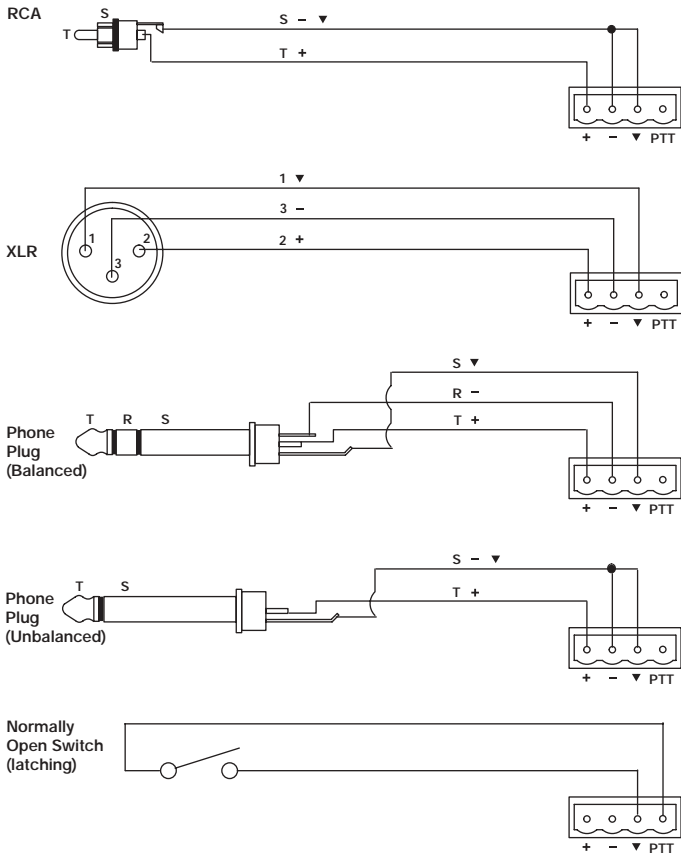 RCA
S
T
S – ▼
T +
+ – ▼ PTT
XLR
1
2
3
1 ▼
3 –
2 +
+ – ▼ PTT
Phone
Plug
(Balanced)
T R S
S ▼
R –
T +
+ – ▼ PTT
Phone
Plug
(Unbalanced)
T S
S – ▼
T +
+ – ▼ PTT
Normally
Open Switch
(latching)
+ – ▼ PTT